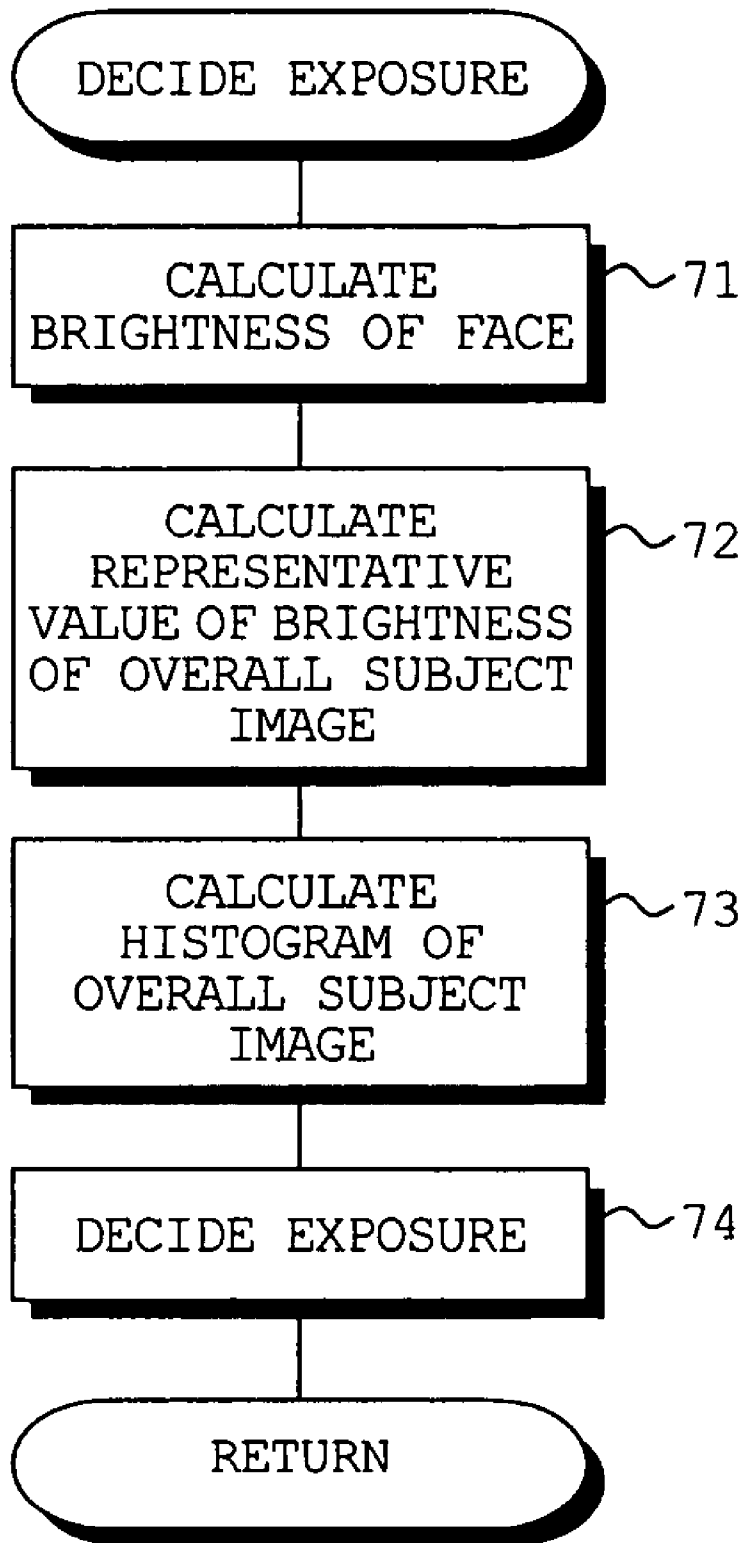 DECIDE EXPOSURE
CALCULATE
BRIGHTNESS OF FACE
71
CALCULATE
REPRESENTATIVE
VALUE OF BRIGHTNESS
OF OVERALL SUBJECT
IMAGE
72
CALCULATE
HISTOGRAM OF
OVERALL SUBJECT
IMAGE
73
DECIDE EXPOSURE
74
RETURN